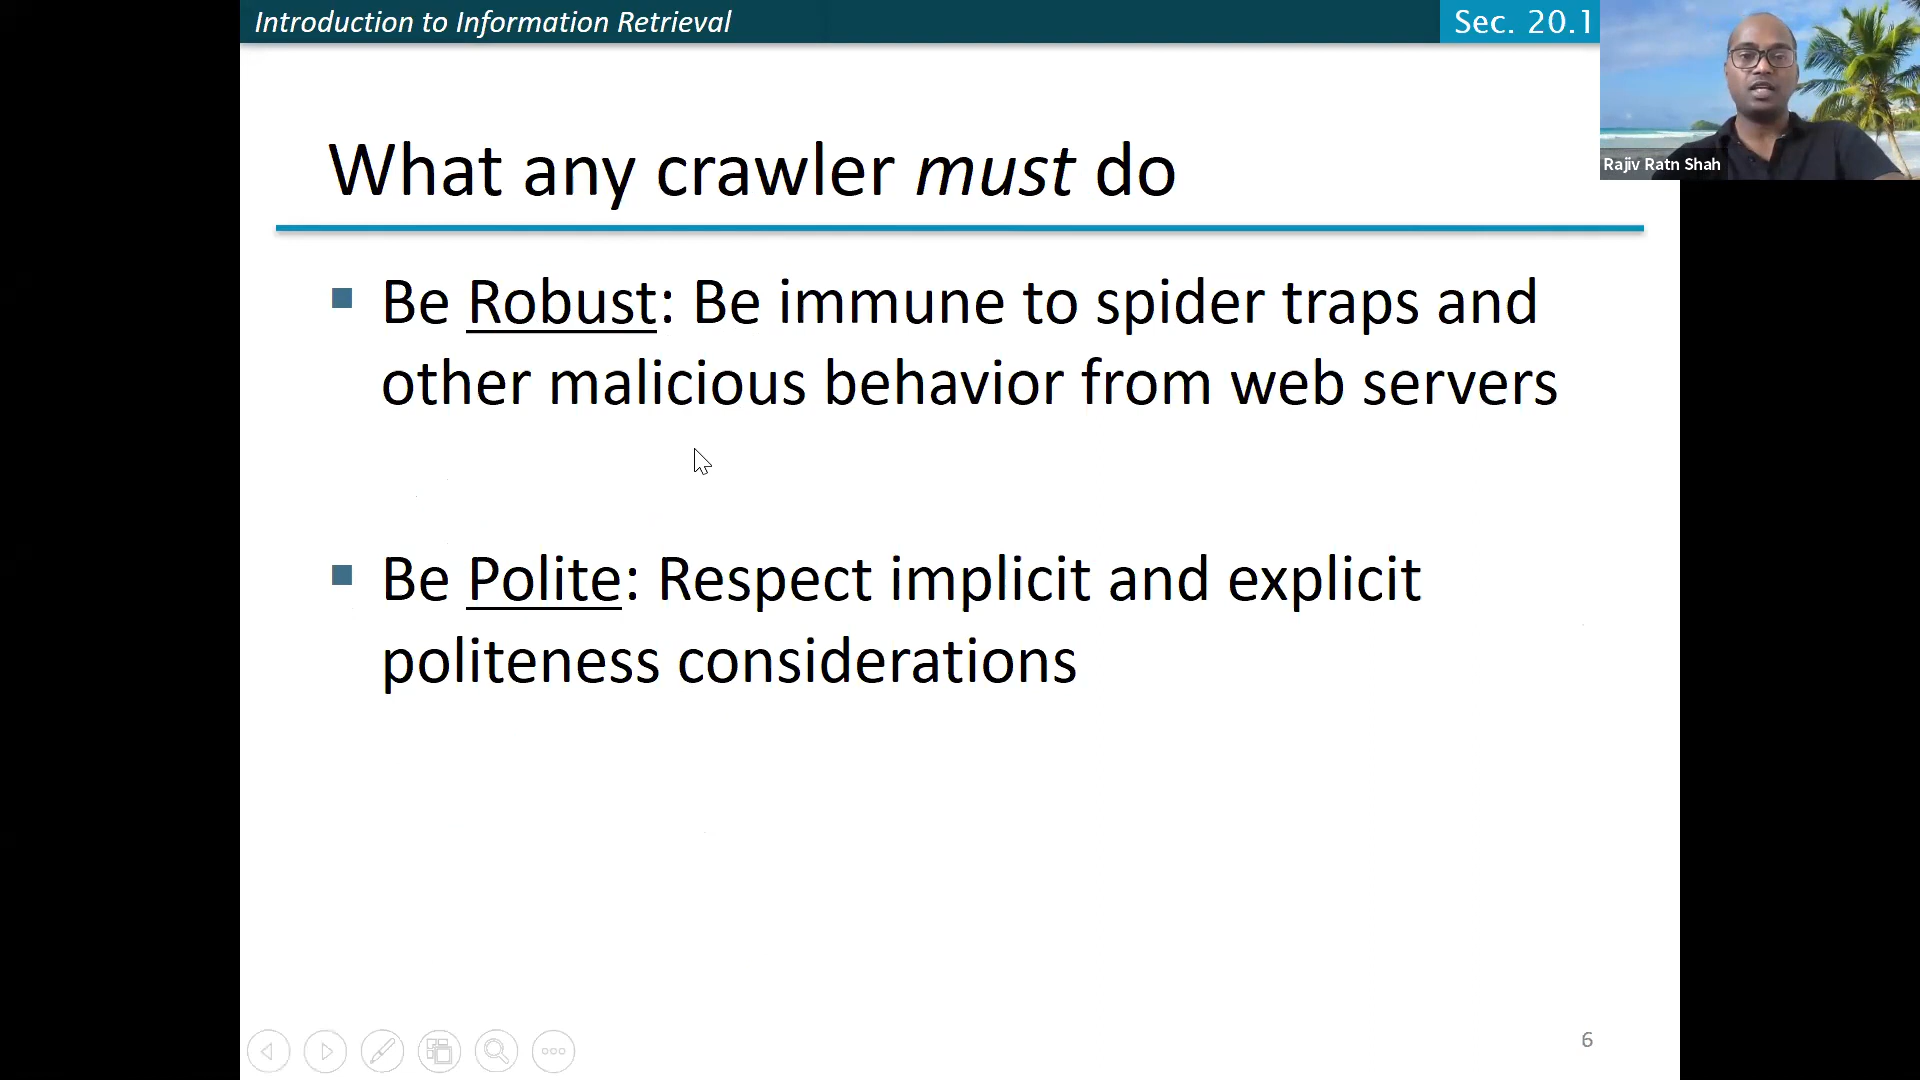 Introduction to Information Retrieval
Sec. 20.1
Rajiv Ratn Shah
What any crawler must do
Be Robust: Be immune to spider traps and
other malicious behavior from web servers
Be Polite: Respect implicit and explicit
politeness considerations
6